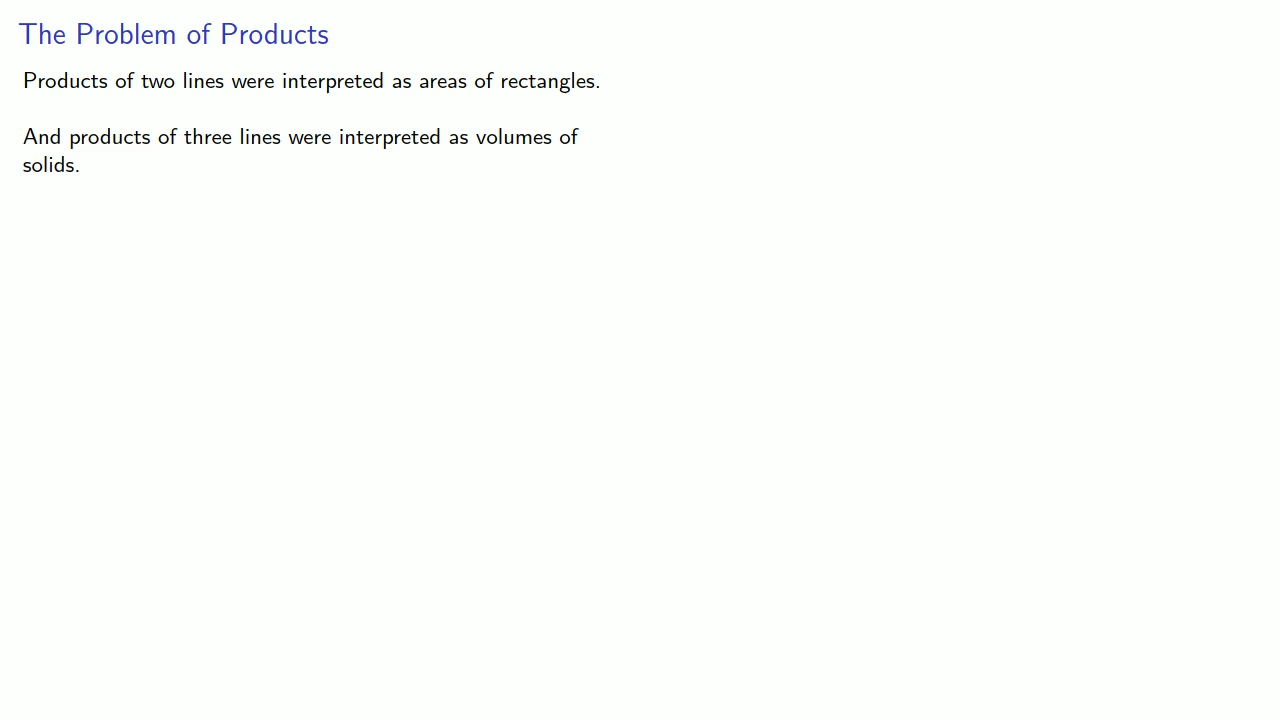 The Problem of Products
Products of two lines were interpreted as areas of rectangles.
And products of three lines were interpreted as volumes of
solids.